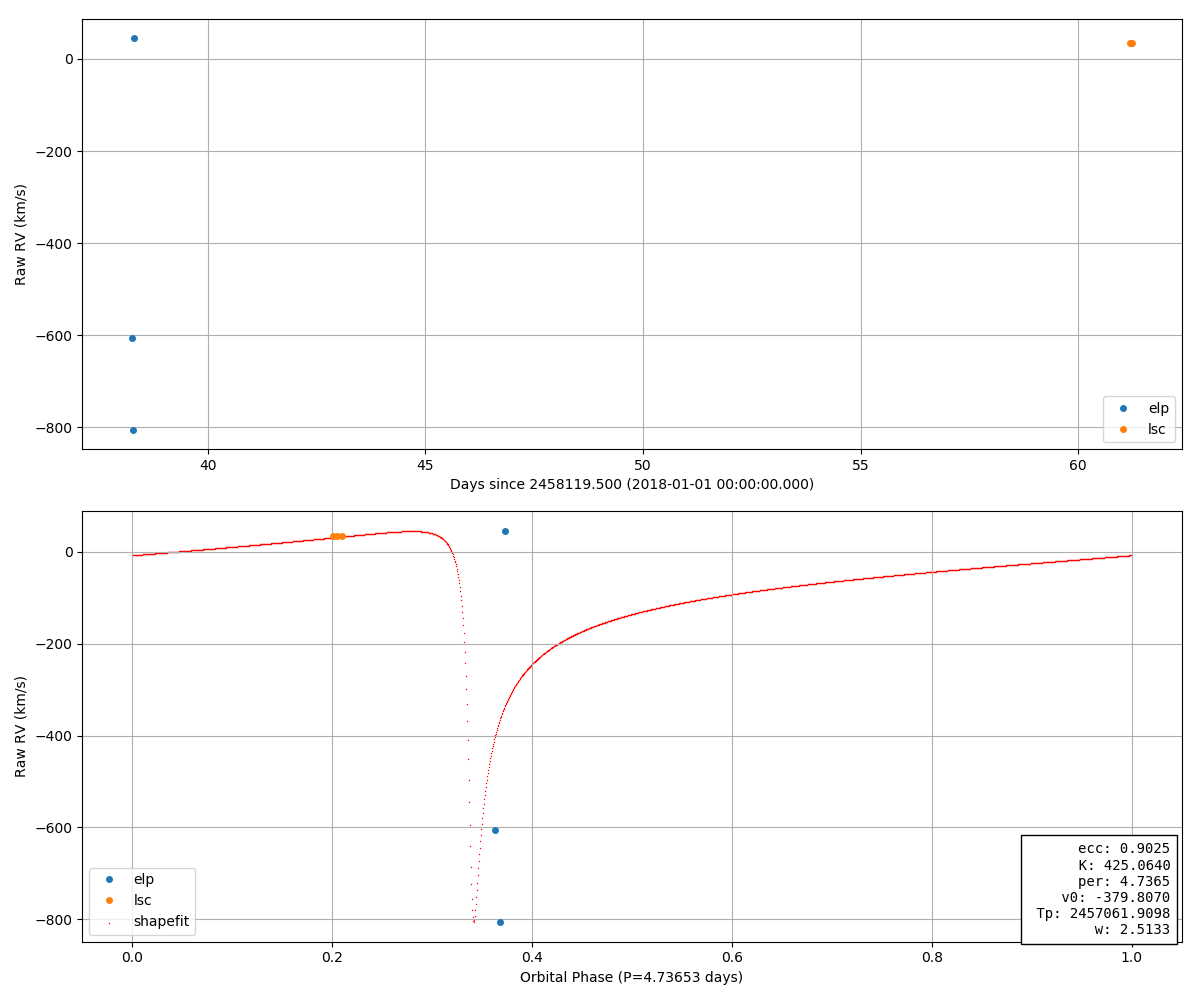 0
−200
−400
−600
−800
Raw RV (km/s)
elp
lsc
40
45
50
55
60
Days since 2458119.500 (2018-01-01 00:00:00.000)
0
−200
−400
−600
−800
Raw RV (km/s)
elp
lsc
shapefit
ecc: 0.9025
K: 425.0640
per: 4.7365
v0: -379.8070
Tp: 2457061.9098
w: 2.5133
0.0
0.2
0.4
0.6
0.8
1.0
Orbital Phase (P=4.73653 days)